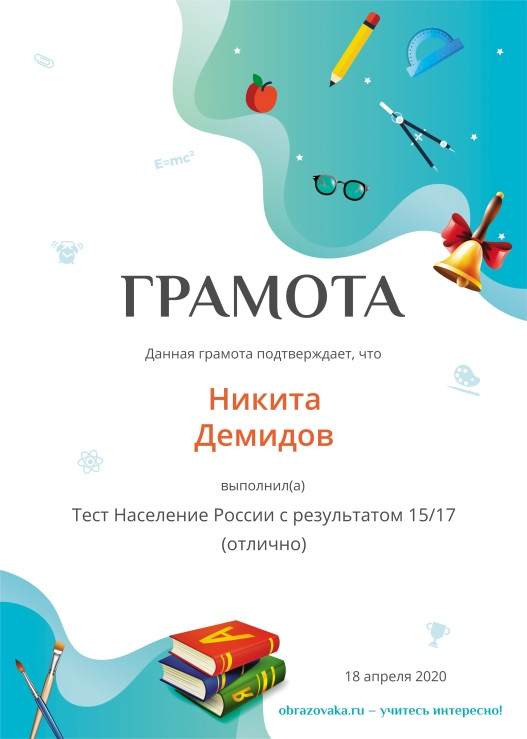 E=mc²
ГРАМОТА
Данная грамота подтверждает, что
Никита
Демидов
выполнил(а)
Тест Население России с результатом 15/17
(отлично)
А
Я
18 апреля 2020
obrazovaka.ru – учитесь интересно!